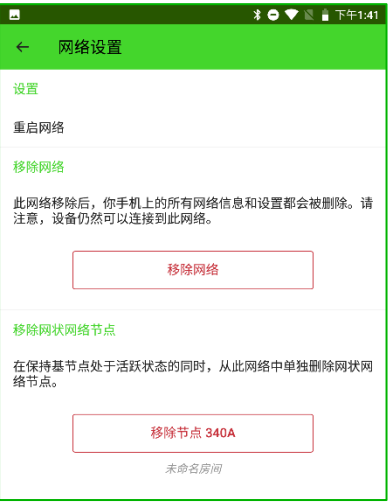 下午1:41
网络设置
设置
重启网络
移除网络
此网络移除后，你手机上的所有网络信息和设置都会被删除。请
注意，设备仍然可以连接到此网络。
移除网络
移除网状网络节点
在保持基节点处于活跃状态的同时，从此网络中单独删除网状网
络节点。
移除节点 340A
未命名房间